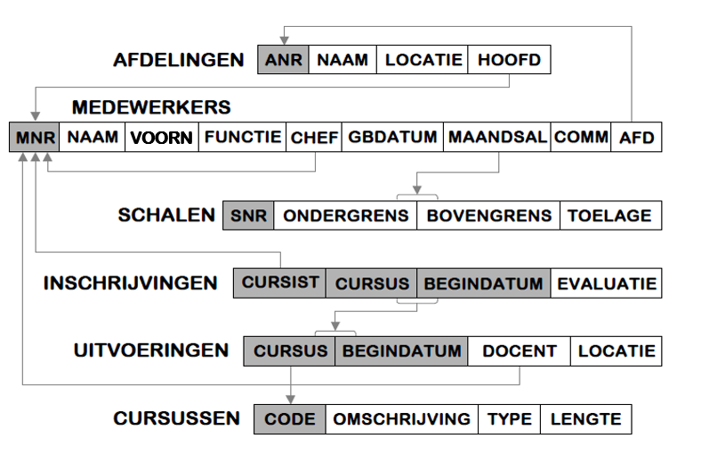 AFDELINGEN ANR NAAM LOCATIE HOOFD
MEDEWERKERS
MNR NAAM VOORN FUNCTIE CHEF GBDATUM MAANDSAL COMM AFD
SCHALEN SNR ONDERGRENS BOVENGRENS TOELAGE
INSCHRIJVINGEN CURSIST CURSUS BEGINDATUM EVALUATIE
UITVOERINGEN CURSUS BEGINDATUM DOCENT LOCATIE
CURSUSSEN CODE OMSCHRIJVING TYPE LENGTE